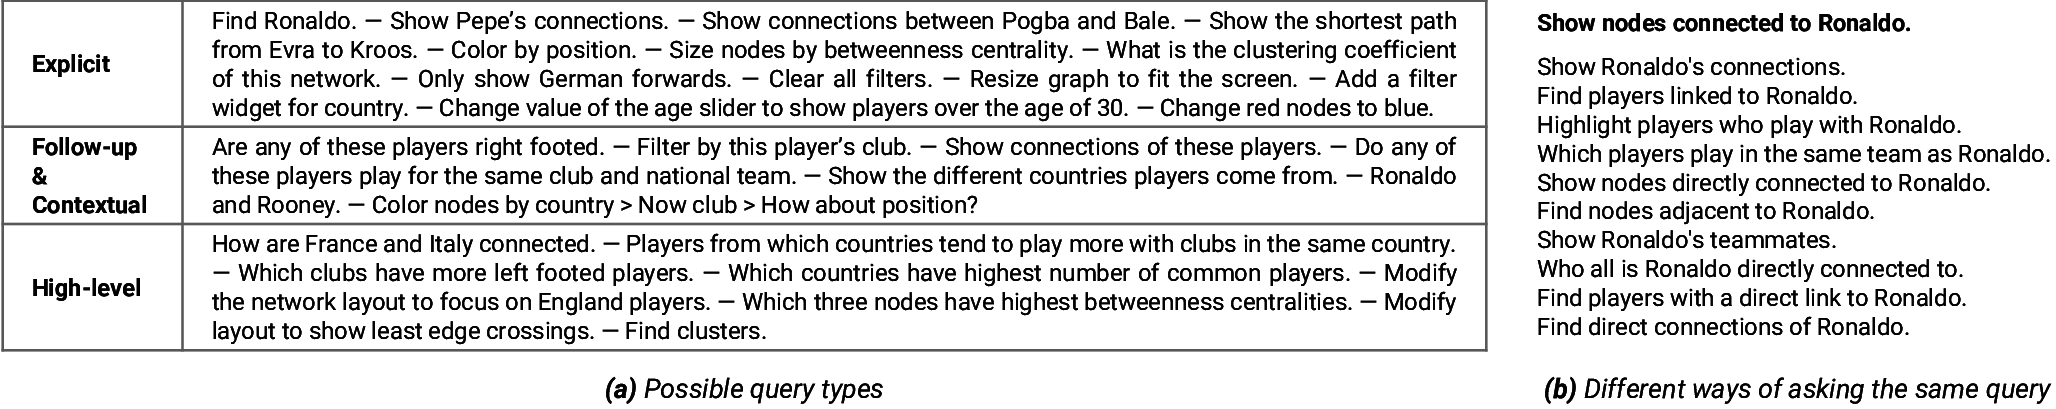 Explicit
Find Ronaldo. — Show Pepe's connections. — Show connections between Pogba and Bale. — Show the shortest path
from Evra to Kroos. — Color by position. — Size nodes by betweenness centrality. — What is the clustering coefficient
of this network. — Only show German forwards. — Clear all filters. — Resize graph to fit the screen. — Add a filter
widget for country. — Change value of the age slider to show players over the age of 30. — Change red nodes to blue.
Follow-up
&
Contextual
Are any of these players right footed. — Filter by this player's club. — Show connections of these players. — Do any of
these players play for the same club and national team. — Show the different countries players come from. — Ronaldo
and Rooney. — Color nodes by country > Now club > How about position?
High-level
How are France and Italy connected. — Players from which countries tend to play more with clubs in the same country.
— Which clubs have more left footed players. — Which countries have highest number of common players. — Modify
the network layout to focus on England players. — Which three nodes have highest betweenness centralities. — Modify
layout to show least edge crossings. — Find clusters.
(a) Possible query types
Show nodes connected to Ronaldo.
Show Ronaldo's connections.
Find players linked to Ronaldo.
Highlight players who play with Ronaldo.
Which players play in the same team as Ronaldo.
Show nodes directly connected to Ronaldo.
Find nodes adjacent to Ronaldo.
Show Ronaldo's teammates.
Who all is Ronaldo directly connected to.
Find players with a direct link to Ronaldo.
Find direct connections of Ronaldo.
(b) Different ways of asking the same query